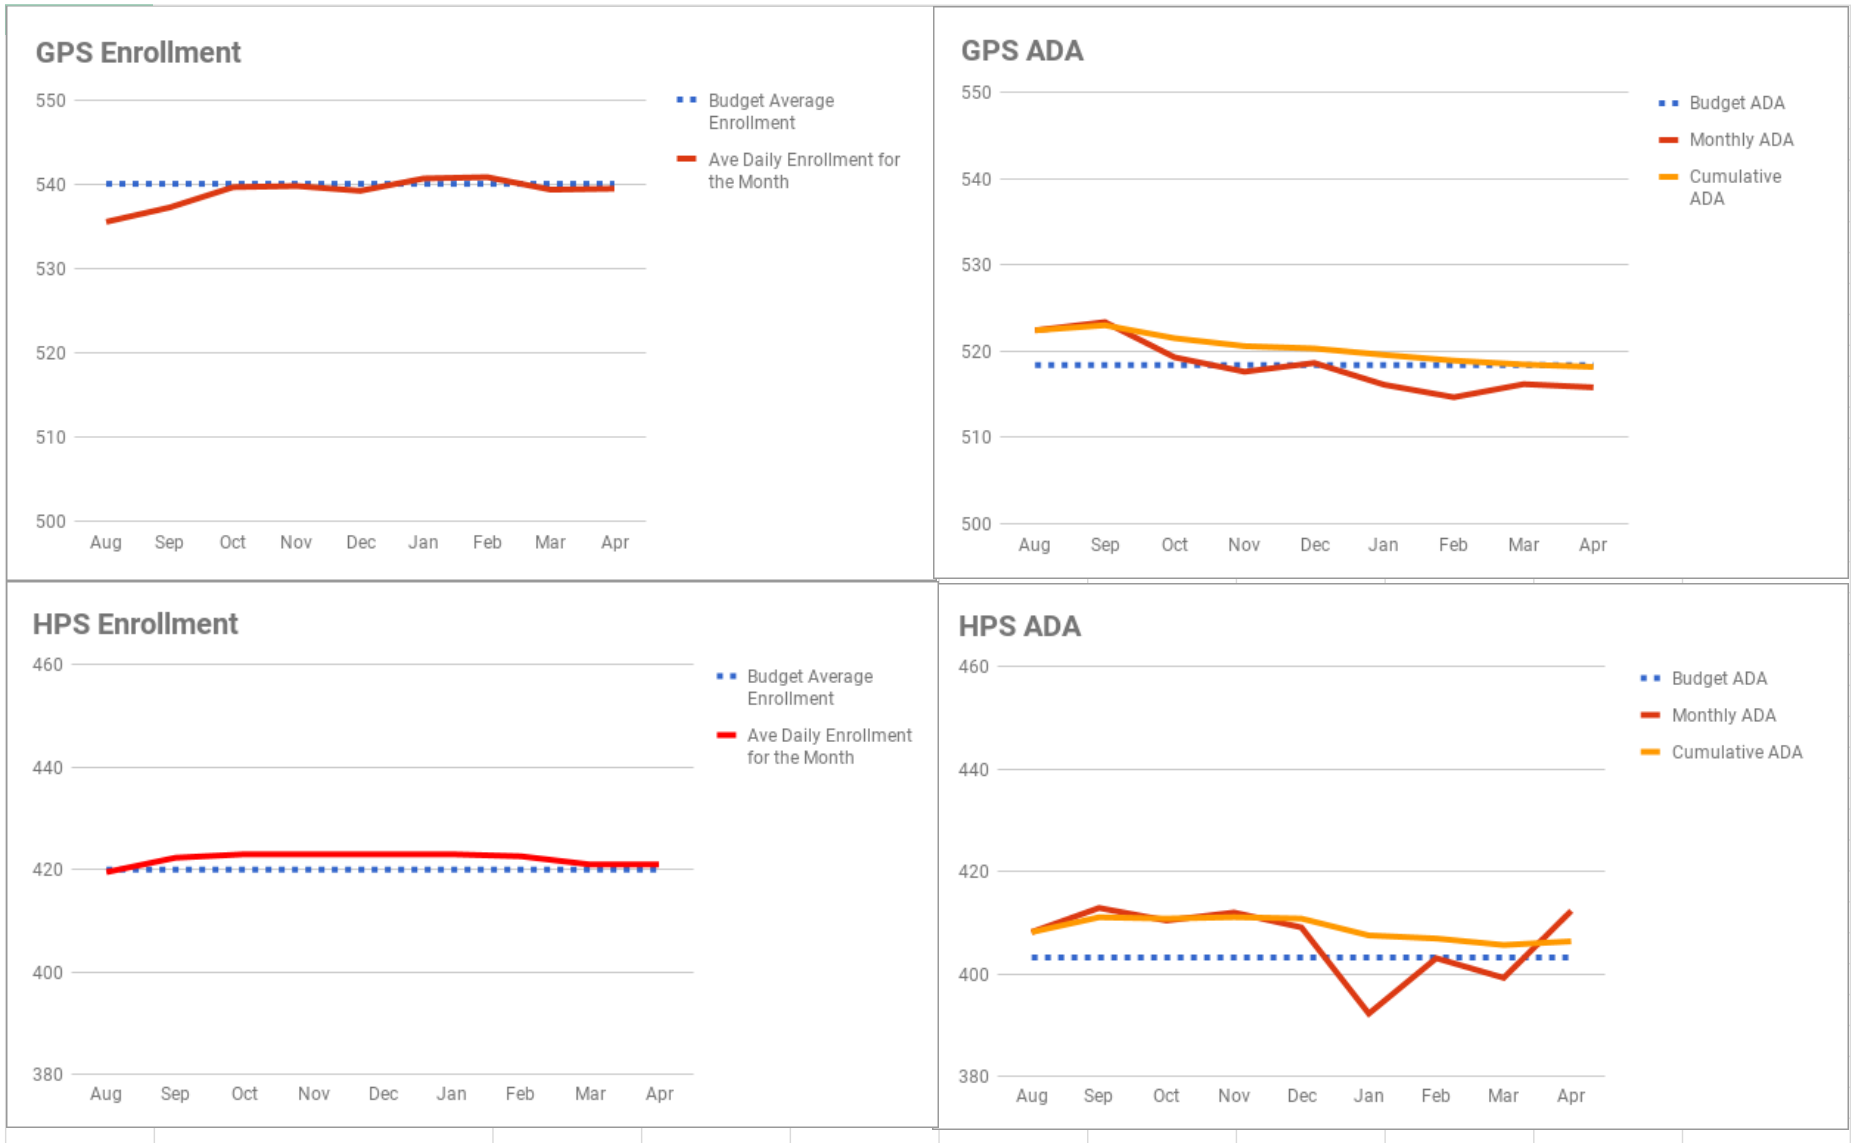 GPS Enrollment
550
540
530
520
510
500
Aug Sep Oct Nov Dec Jan Feb Mar Apr
Budget Average
Enrollment
Ave Daily Enrollment for
the Month
GPS ADA
550
540
530
520
510
500
Aug Sep Oct Nov Dec Jan Feb Mar Apr
Budget ADA
Monthly ADA
Cumulative
ADA
HPS Enrollment
460
440
420
400
380
Aug Sep Oct Nov Dec Jan Feb Mar Apr
Budget Average
Enrollment
Ave Daily Enrollment
for the Month
HPS ADA
460
440
420
400
380
Aug Sep Oct Nov Dec Jan Feb Mar Apr
Budget ADA
Monthly ADA
Cumulative ADA